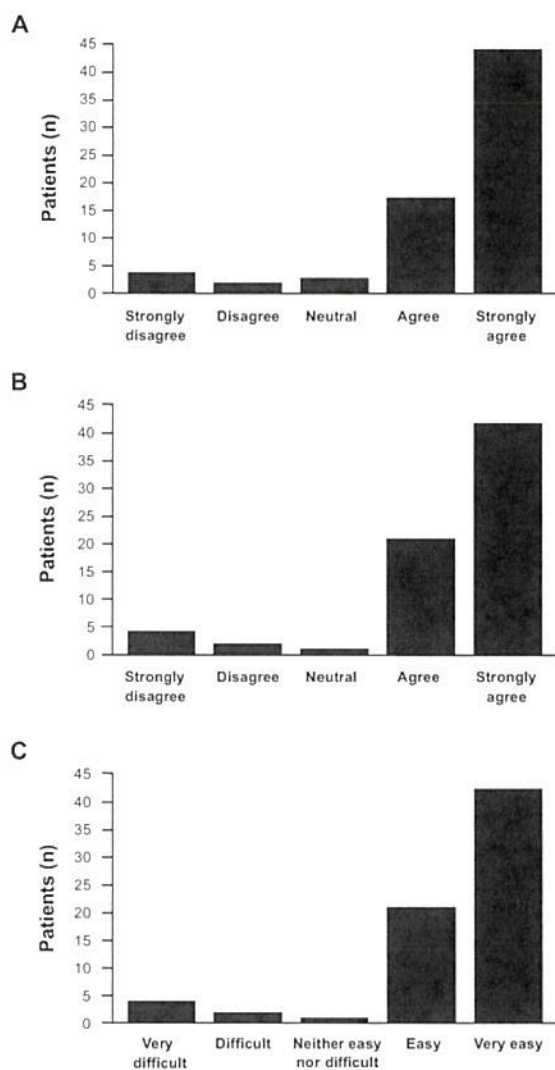 A
Patients (n)
45
40
35
30
25
20
15
10
5
0
Strongly disagree
Disagree
Neutral
Agree
Strongly agree
B
Patients (n)
45
40
35
30
25
20
15
10
5
0
Strongly disagree
Disagree
Neutral
Agree
Strongly agree
C
Patients (n)
45
40
35
30
25
20
15
10
5
0
Very difficult
Difficult
Neither easy nor difficult
Easy
Very easy